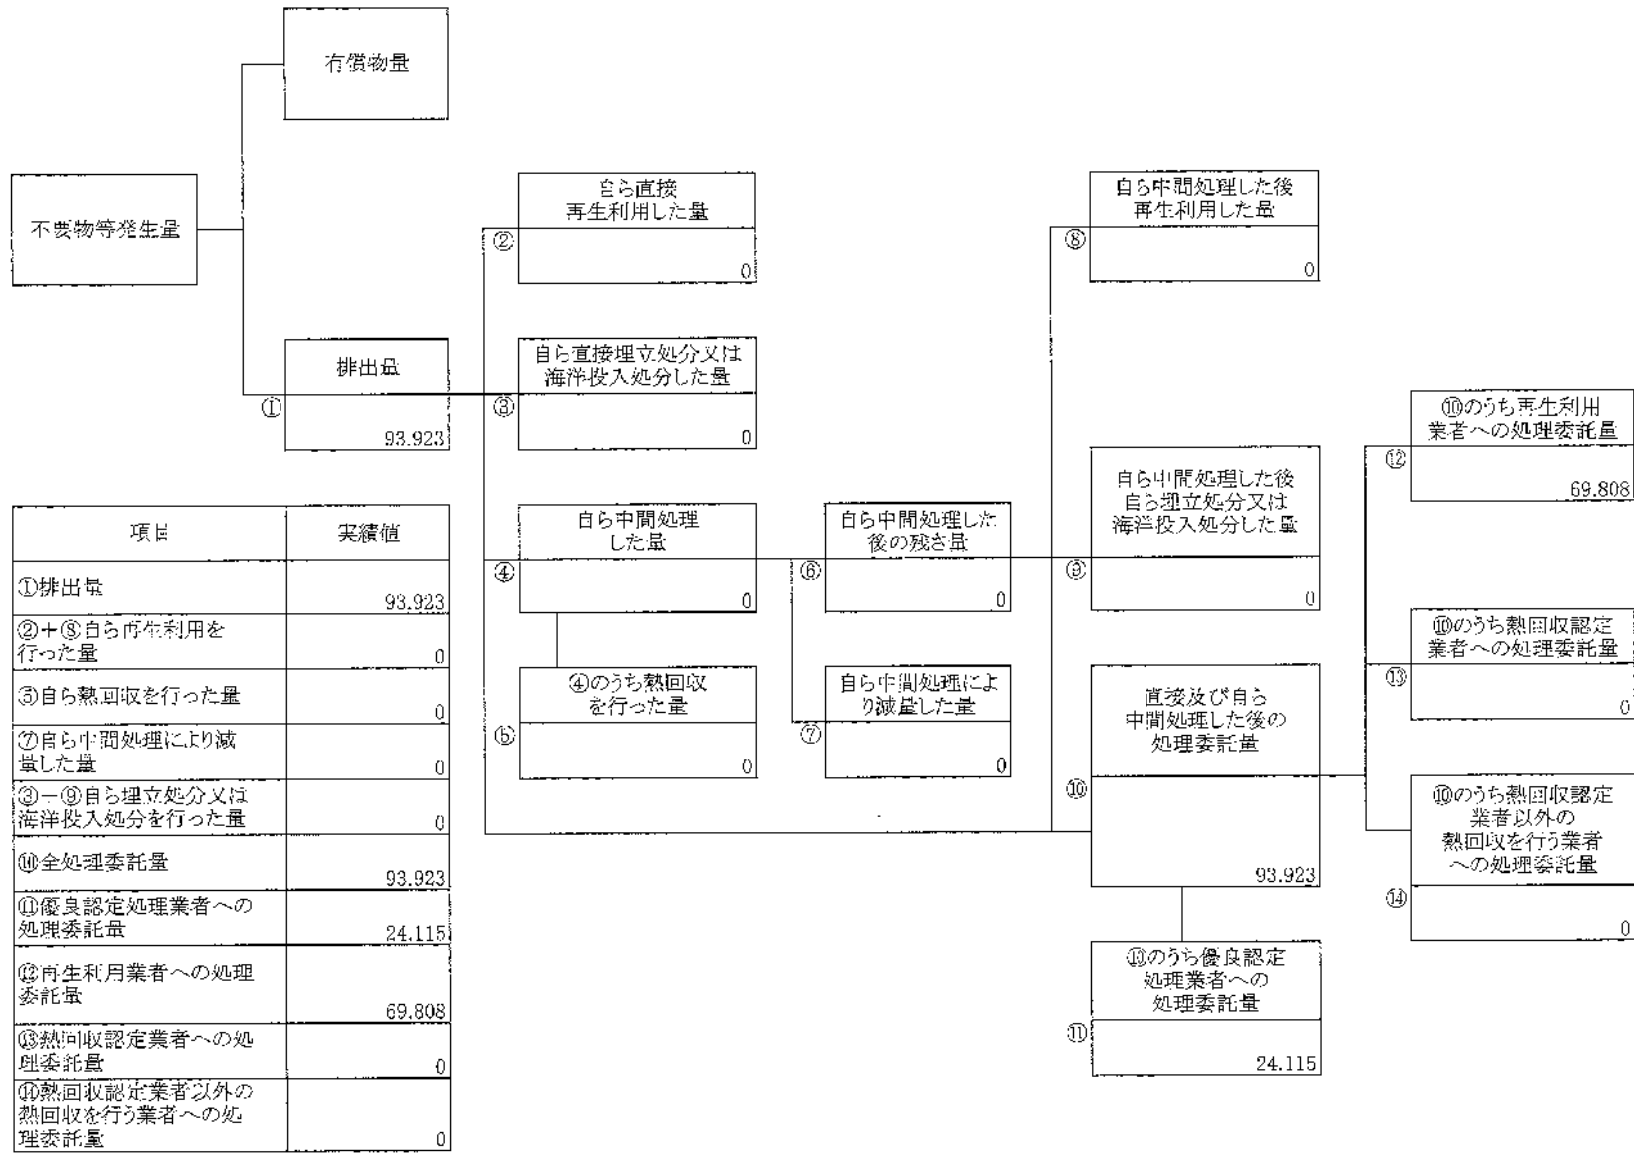 有償物量
不要物等発生量
自ら直接
再生利用した量
②
0
自ら中間処理した後
再生利用した量
⑧
0
排出量
①
93.923
自ら直接埋立処分又は
海洋投入処分した量
③
0
⑩のうち再生利用
業者への処理委託量
⑫
69.808
自ら中間処理
した量
④
0
自ら中間処理した
後の残さ量
⑥
0
自ら中間処理した後
自ら埋立処分又は
海洋投入処分した量
⑨
0
⑩のうち熱回収認定
業者への処理委託量
⑬
0
④のうち熱回収
を行った量
⑤
0
自ら中間処理によ
り減量した量
⑦
0
直接及び自ら
中間処理した後の
処理委託量
⑩
93.923
⑩のうち熱回収認定
業者以外の
熱回収を行う業者
への処理委託量
⑭
0
⑩のうち優良認定
処理業者への
処理委託量
⑪
24.115
項目
実績値
①排出量
93.923
②+⑧自ら再生利用を
行った量
0
⑤自ら熱回収を行った量
0
⑦自ら中間処理により減
量した量
0
③+⑨自ら埋立処分又は
海洋投入処分を行った量
0
⑩全処理委託量
93.923
⑪優良認定処理業者への
処理委託量
24.115
⑫再生利用業者への処理
委託量
69.808
⑬熱回収認定業者への処
理委託量
0
⑭熱回収認定業者以外の
熱回収を行う業者への処
理委託量
0